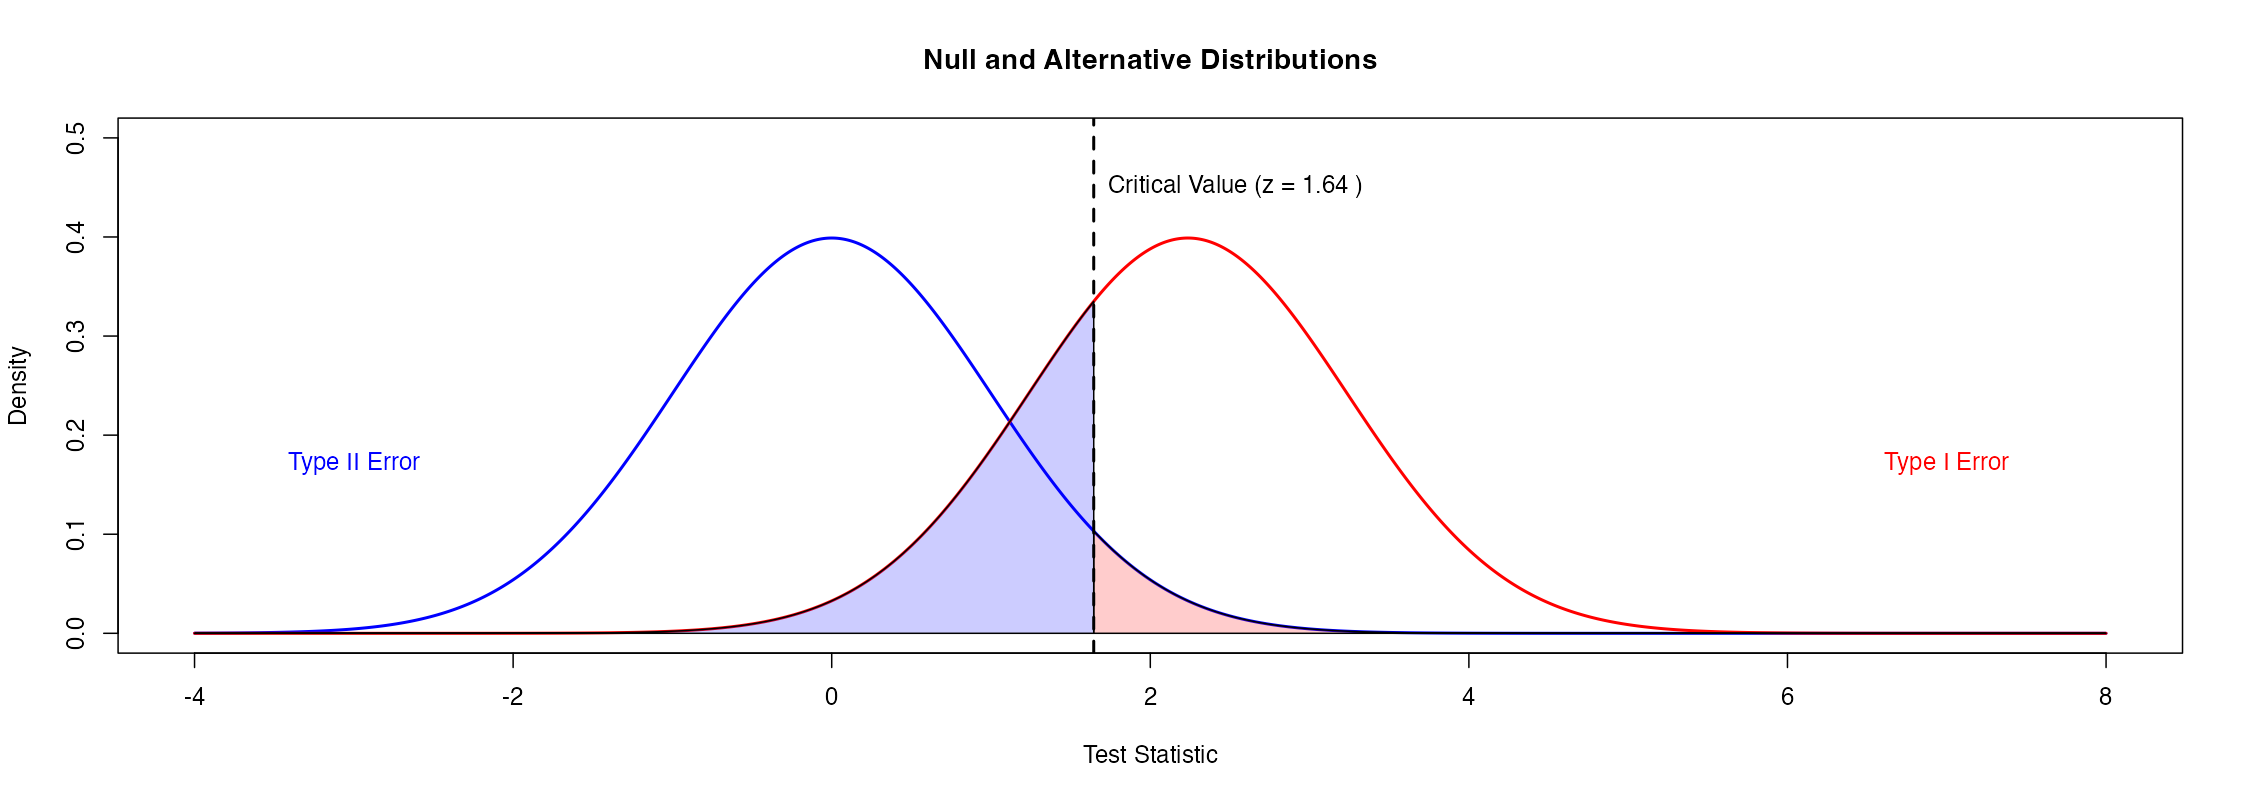 Null and Alternative Distributions
0.5
0.4
0.3
0.2
0.1
0.0
Density
Critical Value (z = 1.64 )
Type II Error
Type I Error
-4 -2 0 2 4 6 8
Test Statistic